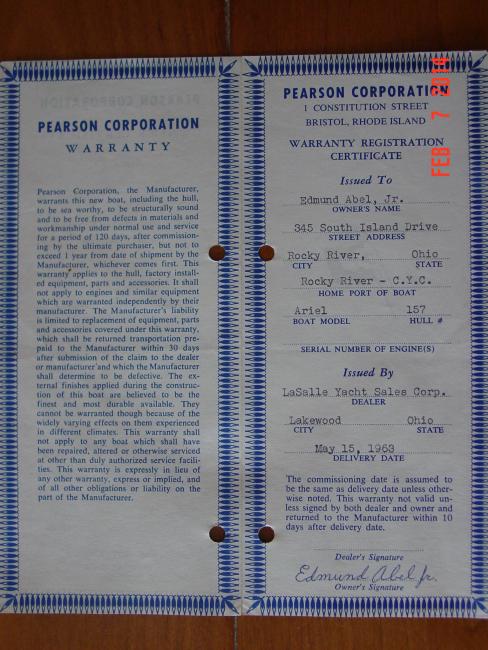 PEARSON CORPORATION
WARRANTY
Pearson Corporation, the Manufacturer,
warrants this new boat, including the hull,
to be sea worthy, to be structurally sound
and to be free from defects in materials and
workmanship under normal use and service
for a period of 120 days, after commission-
ing by the ultimate purchaser, but not to
exceed 1 year from date of shipment by the
Manufacturer, whichever comes first. This
warranty applies to the hull, factory install-
ed equipment, parts and accessories. It shall
not apply to engines and similar equipment
which are warranted independently by their
manufacturer. The Manufacturer's liability
is limited to replacement of equipment, parts
and accessories covered under this warranty,
which shall be returned transportation pre-
paid to the Manufacturer within 30 days
after submission of the claim to the dealer
or manufacturer and which the Manufacturer
shall determine to be defective. The ex-
ternal finishes applied during the construc-
tion of this boat are believed to be the
finest and most durable available. They
cannot be warranted though because of the
widely varying effects on them experienced
in different climates. This warranty shall
not apply to any boat which shall have
been repaired, altered or otherwise serviced
at other than duly authorized service facili-
ties. This warranty is expressly in lieu of
any other warranty, express or implied, and
of all other obligations or liability on the
part of the Manufacturer.
PEARSON CORPORATION
1 CONSTITUTION STREET
BRISTOL, RHODE ISLAND
WARRANTY REGISTRATION
CERTIFICATE
Issued To
Edmund Abel, Jr.
OWNER'S NAME
345 South Island Drive
STREET ADDRESS
Rocky River, Ohio
CITY STATE
Rocky River - C.Y.C.
HOME PORT OF BOAT
Ariel 157
BOAT MODEL HULL #
SERIAL NUMBER OF ENGINE(S)
Issued By
LaSalle Yacht Sales Corp.
DEALER
Lakewood Ohio
CITY STATE
May 15, 1963
DELIVERY DATE
The commissioning date is assumed to
be the same as delivery date unless other-
wise noted. This warranty not valid un-
less signed by both dealer and owner and
returned to the Manufacturer within 10
days after delivery date.
Dealer's Signature
Edmund Abel Jr.
Owner's Signature
FEB 7 2014